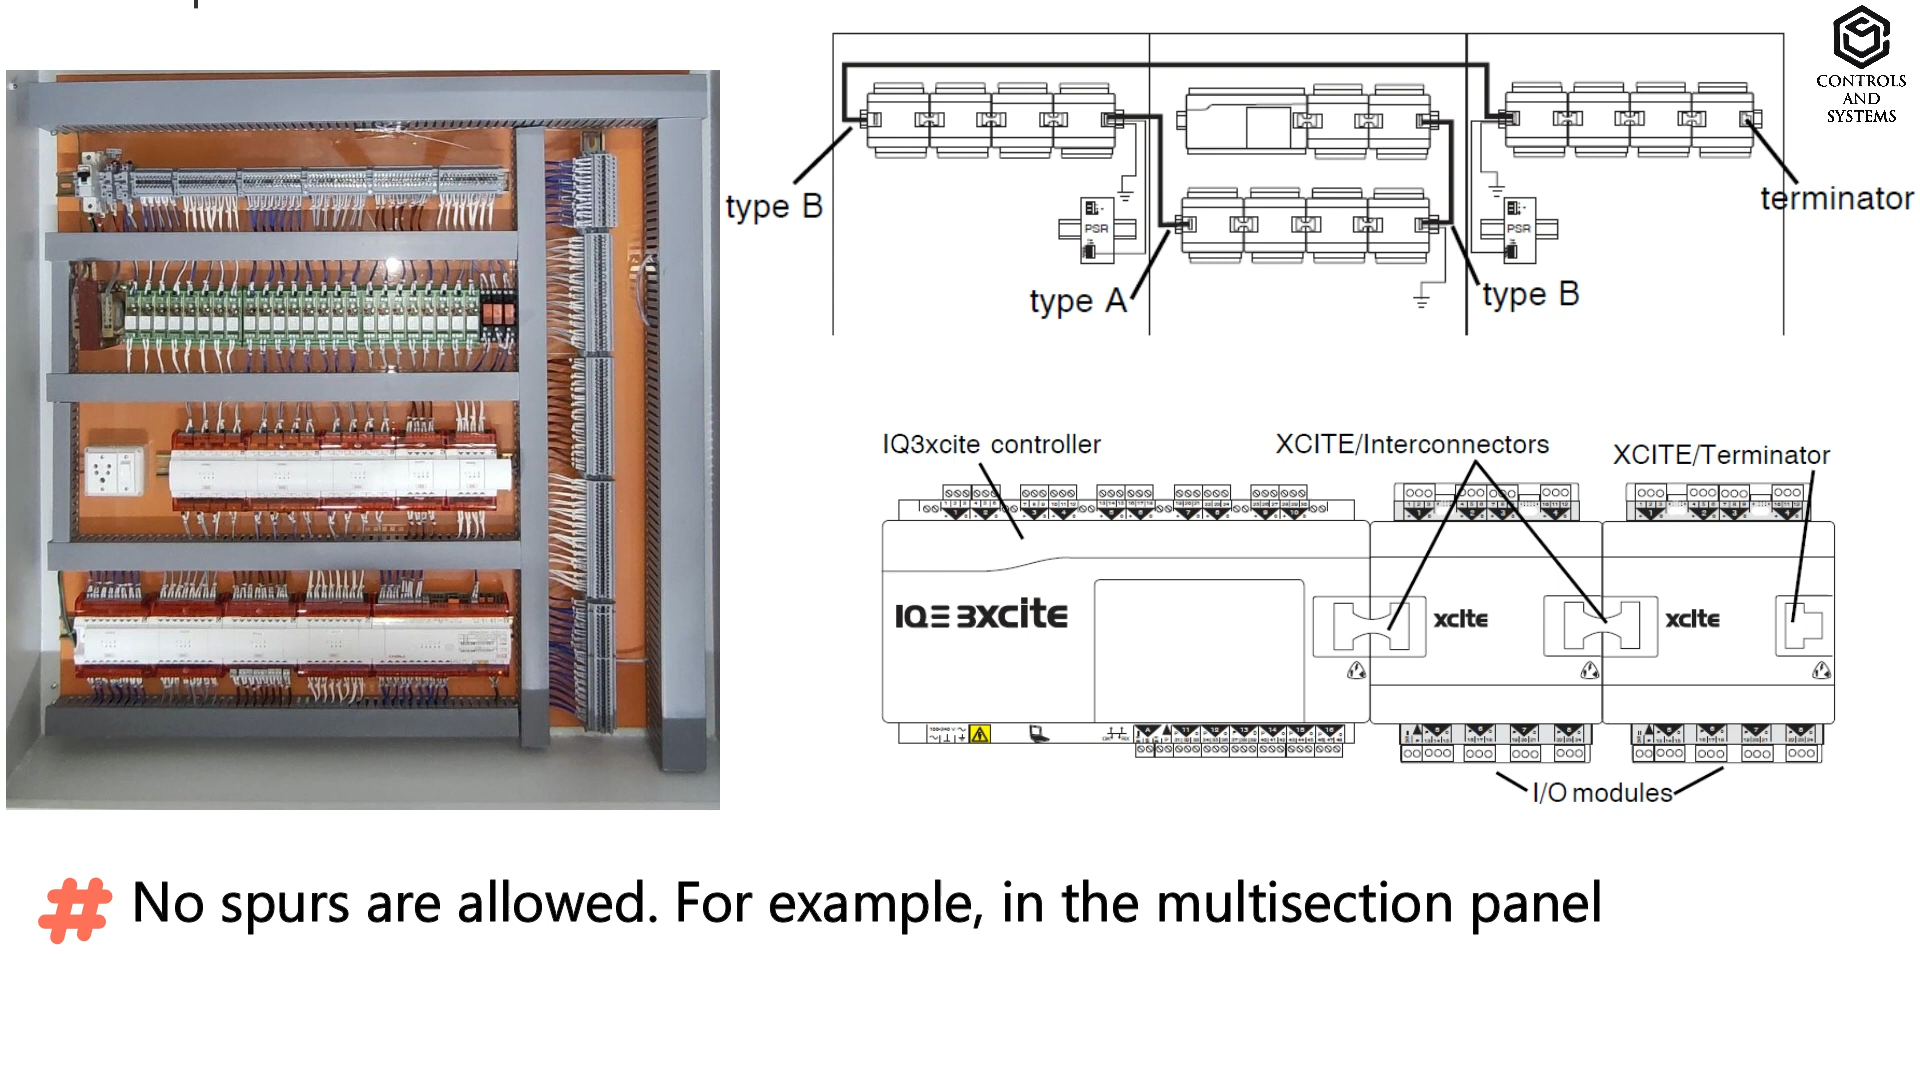 CONTROLS
AND
SYSTEMS
type B
terminator
PSR
PSR
type A
type B
IQ3xcite controller
XCITE/Interconnectors
XCITE/Terminator
IQ3xcite
xcite
xcite
I/O modules
# No spurs are allowed. For example, in the multisection panel